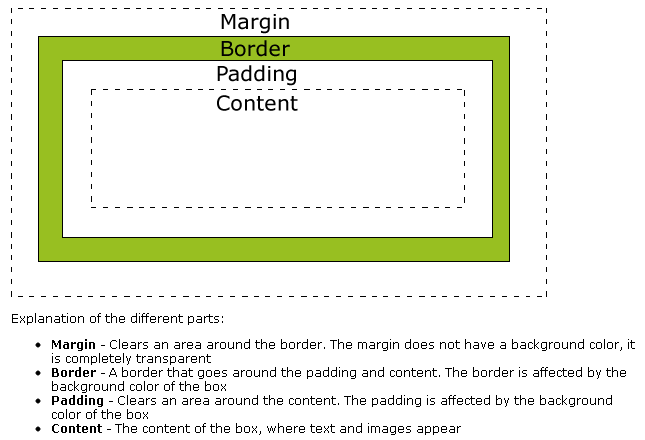 Margin
Border
Padding
Content
Explanation of the different parts:
• Margin - Clears an area around the border. The margin does not have a background color, it
is completely transparent
• Border - A border that goes around the padding and content. The border is affected by the
background color of the box
• Padding - Clears an area around the content. The padding is affected by the background
color of the box
• Content - The content of the box, where text and images appear